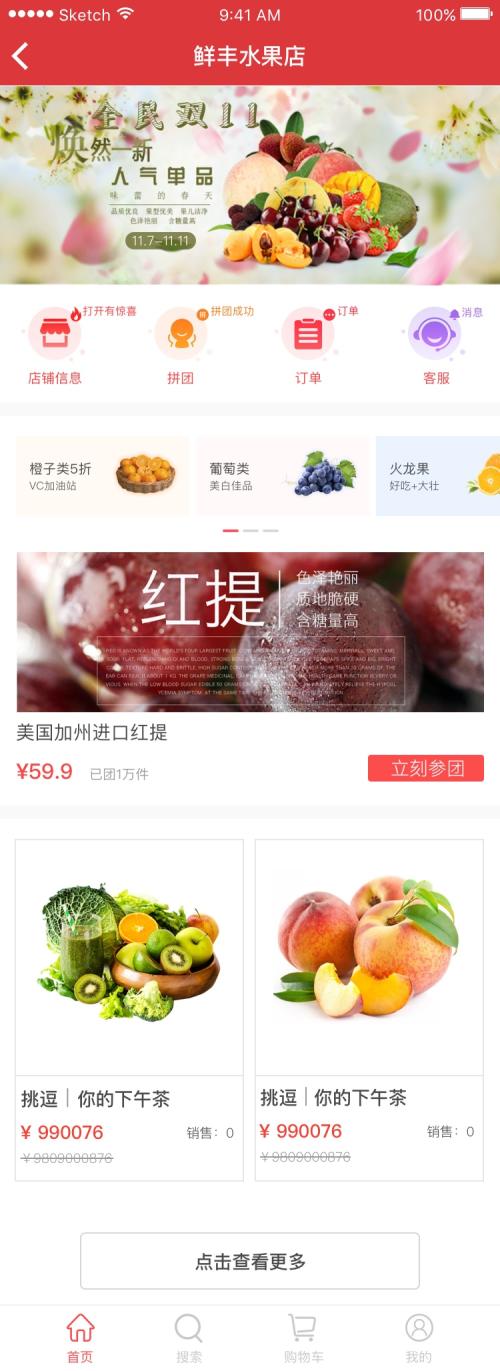 Sketch 9:41 AM 100%
鲜丰水果店
全民双11
焕然一新
人气单品
味蕾的春天
品质优良 果型优美 果儿洁净
色泽艳丽 含糖量高
11.7–11.11
打开有惊喜 拼团成功 订单 消息
店铺信息 拼团 订单 客服
橙子类5折 葡萄类 火龙果
VC加油站 美白佳品 好吃+大壮
红提
色泽艳丽
质地脆硬
含糖量高
美国加州进口红提
¥59.9 已团1万件 立刻参团
挑逗｜你的下午茶 挑逗｜你的下午茶
¥ 990076 销售：0 ¥ 990076 销售：0
¥9809000876 ¥9809000876
点击查看更多
首页 搜索 购物车 我的